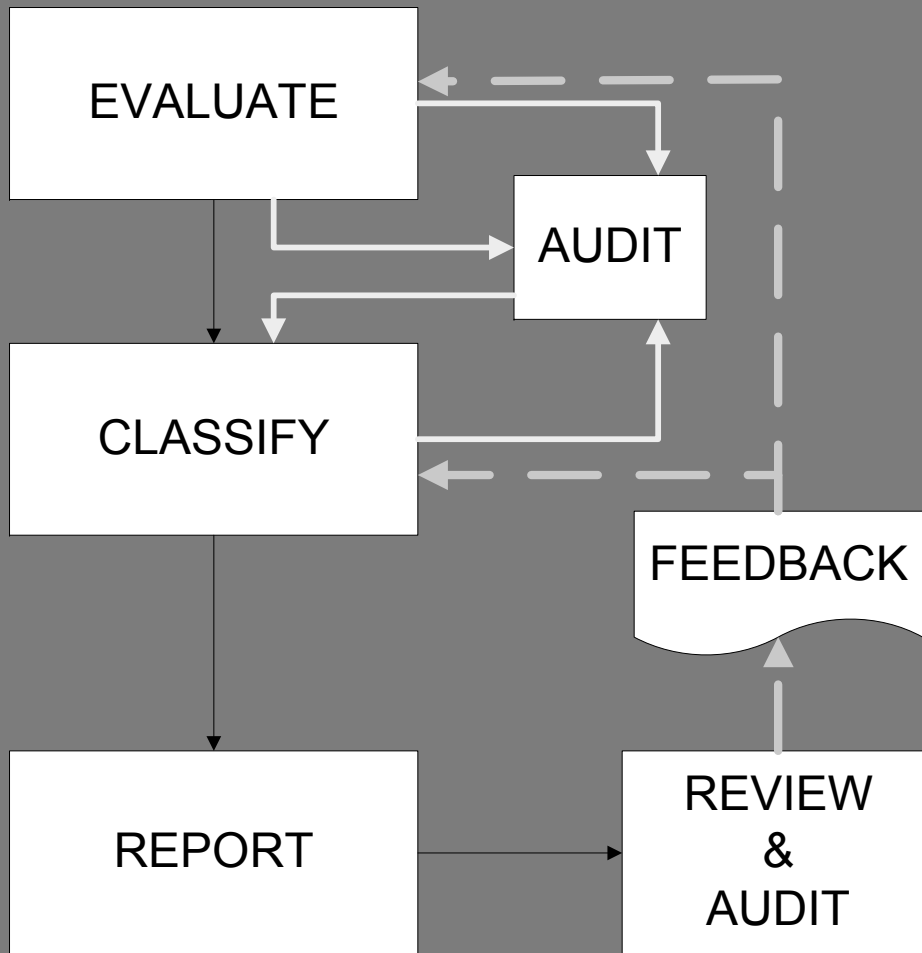 EVALUATE
AUDIT
CLASSIFY
FEEDBACK
REPORT
REVIEW
&
AUDIT